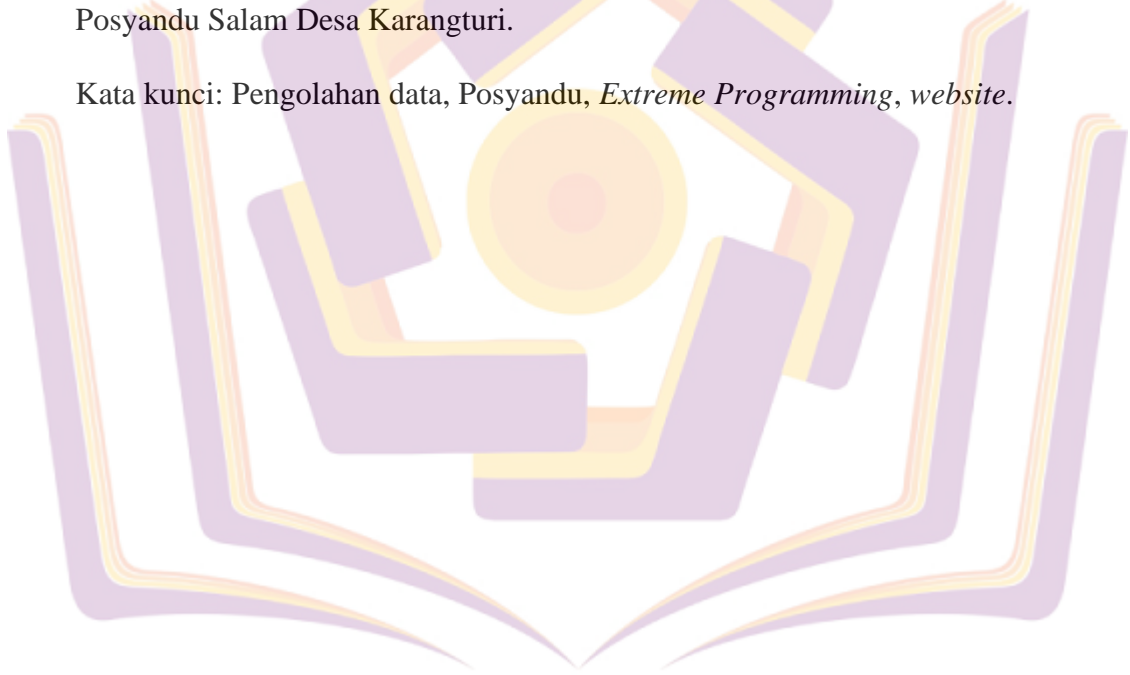 Posyandu Salam Desa Karangturi.
Kata kunci: Pengolahan data, Posyandu, Extreme Programming, website.